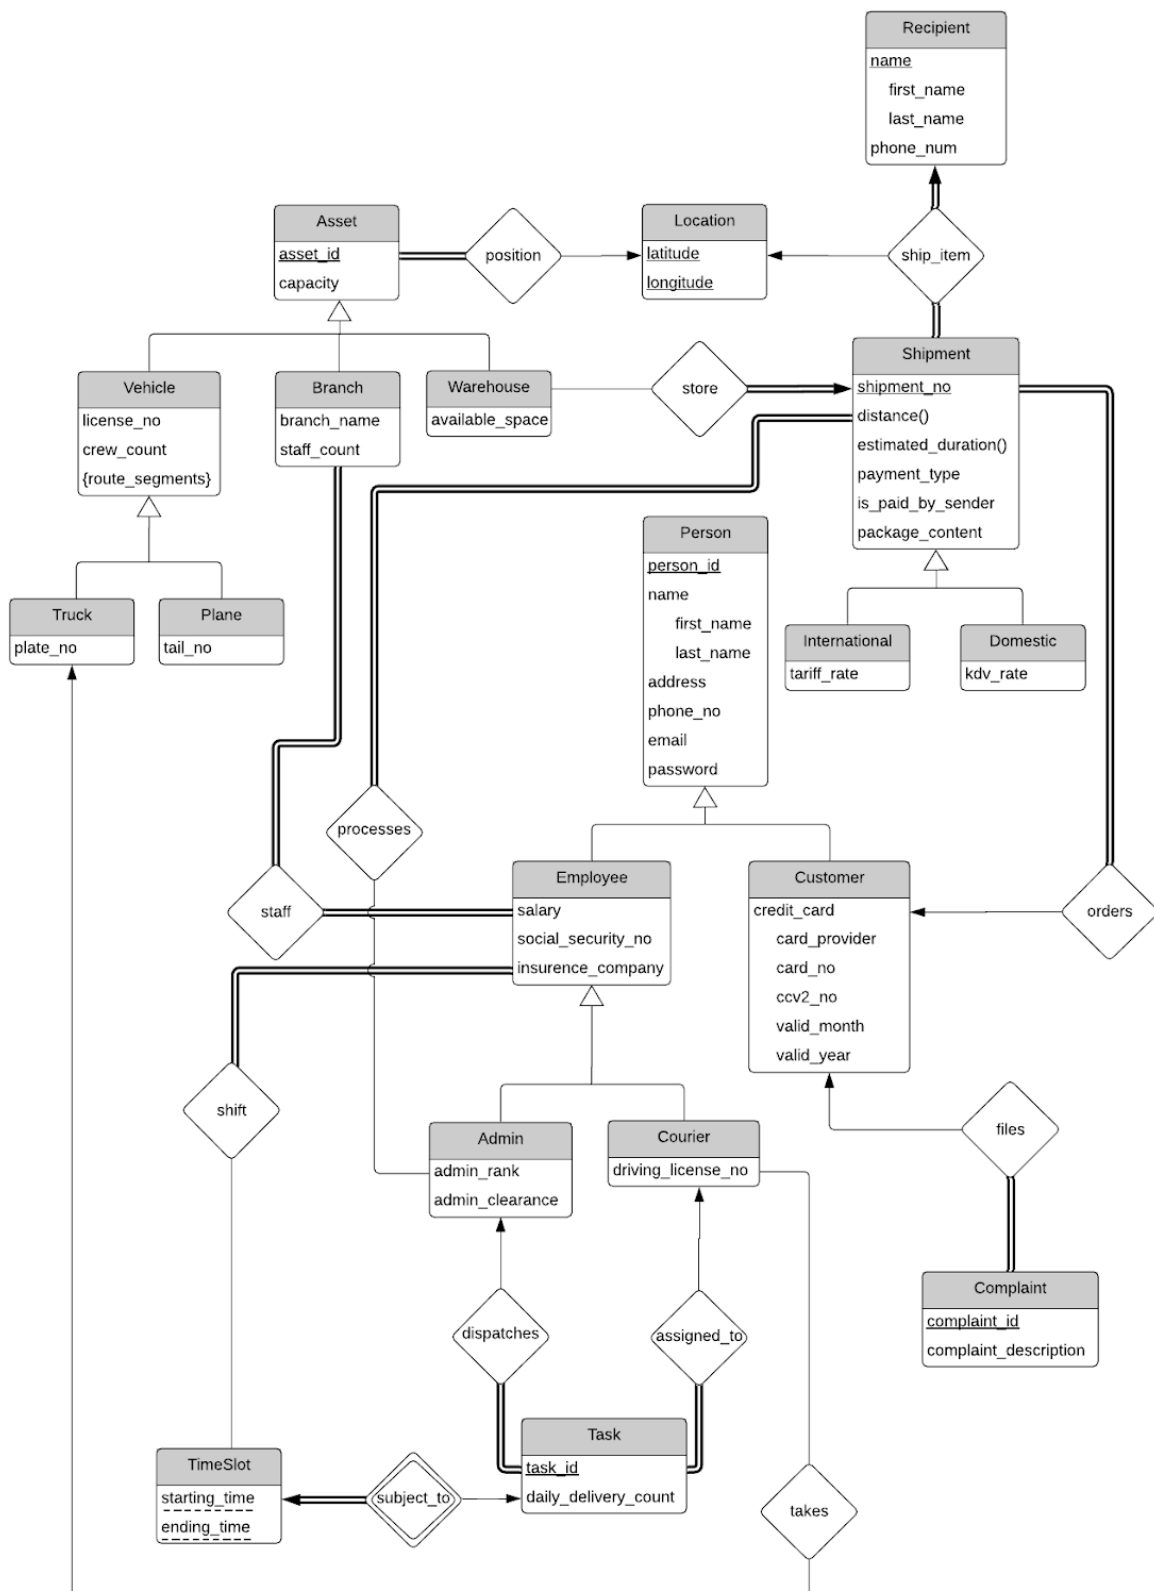 Recipient
name
first_name
last_name
phone_num
Asset
asset_id
capacity
position
Location
latitude
longitude
ship_item
Vehicle
license_no
crew_count
{route_segments}
Branch
branch_name
staff_count
Warehouse
available_space
store
Shipment
shipment_no
distance()
estimated_duration()
payment_type
is_paid_by_sender
package_content
Truck
plate_no
Plane
tail_no
Person
person_id
name
first_name
last_name
address
phone_no
email
password
International
tariff_rate
Domestic
kdv_rate
processes
staff
Employee
salary
social_security_no
insurence_company
Customer
credit_card
card_provider
card_no
ccv2_no
valid_month
valid_year
orders
shift
Admin
admin_rank
admin_clearance
Courier
driving_license_no
files
dispatches
assigned_to
Complaint
complaint_id
complaint_description
TimeSlot
starting_time
ending_time
subject_to
Task
task_id
daily_delivery_count
takes